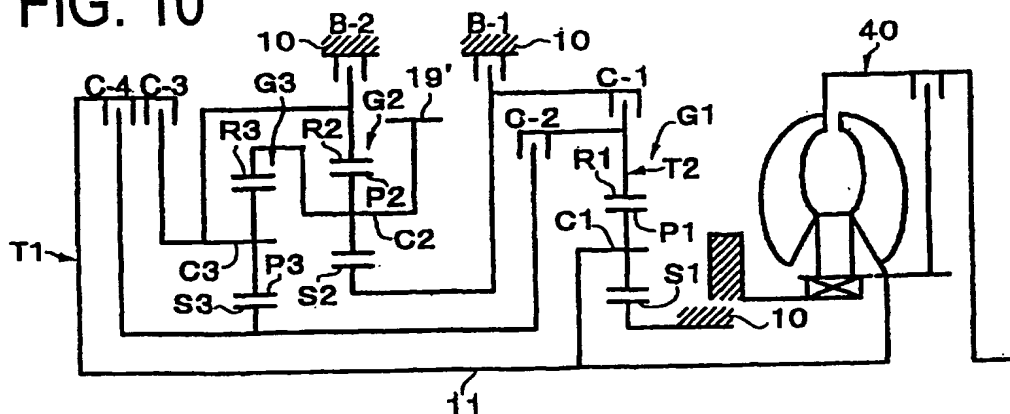 FIG. 10
B-2
B-1
10
10
40
C-4
C-3
G3
19'
C-1
G2
C-2
G1
R3
R2
R1
T2
P2
P1
T1
C3
P3
C2
C1
S1
S3
S2
10
11